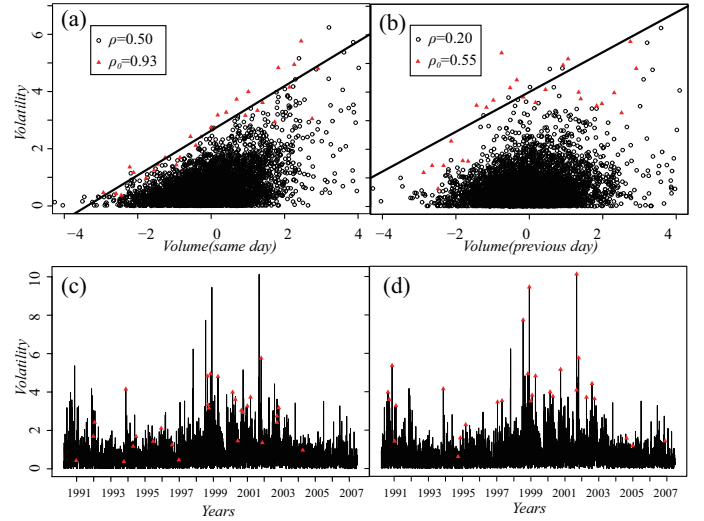 (a)
ρ=0.50
ρ₀=0.93
Volatility
0 2 4 6
−4 −2 0 2 4
Volume(same day)
(b)
ρ=0.20
ρ₀=0.55
−4 −2 0 2 4
Volume(previous day)
(c)
Volatility
0 2 4 6 8 10
1991 1993 1995 1997 1999 2001 2003 2005 2007
Years
(d)
1991 1993 1995 1997 1999 2001 2003 2005 2007
Years